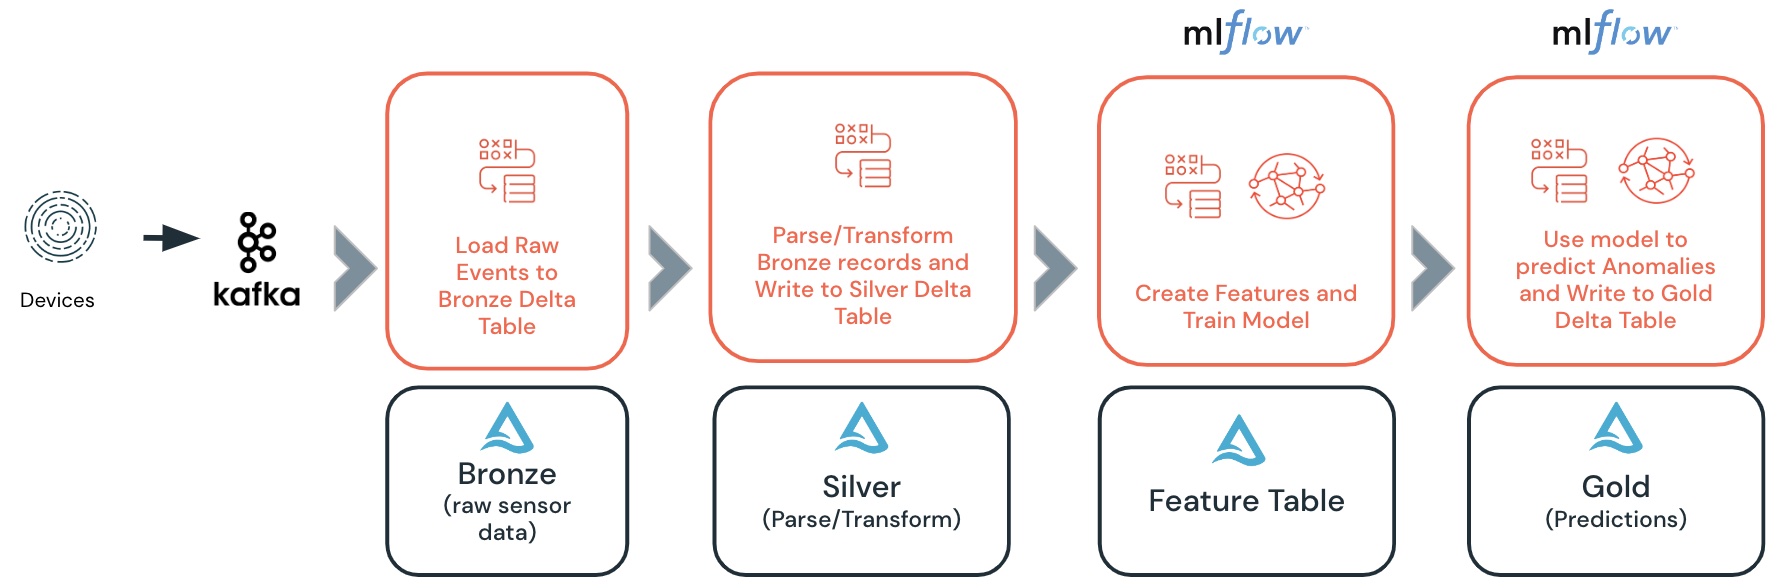 mlflow
mlflow
Devices
kafka
Load Raw
Events to
Bronze Delta
Table
Parse/Transform
Bronze records and
Write to Silver Delta
Table
Create Features and
Train Model
Use model to
predict Anomalies
and Write to Gold
Delta Table
Bronze
(raw sensor
data)
Silver
(Parse/Transform)
Feature Table
Gold
(Predictions)